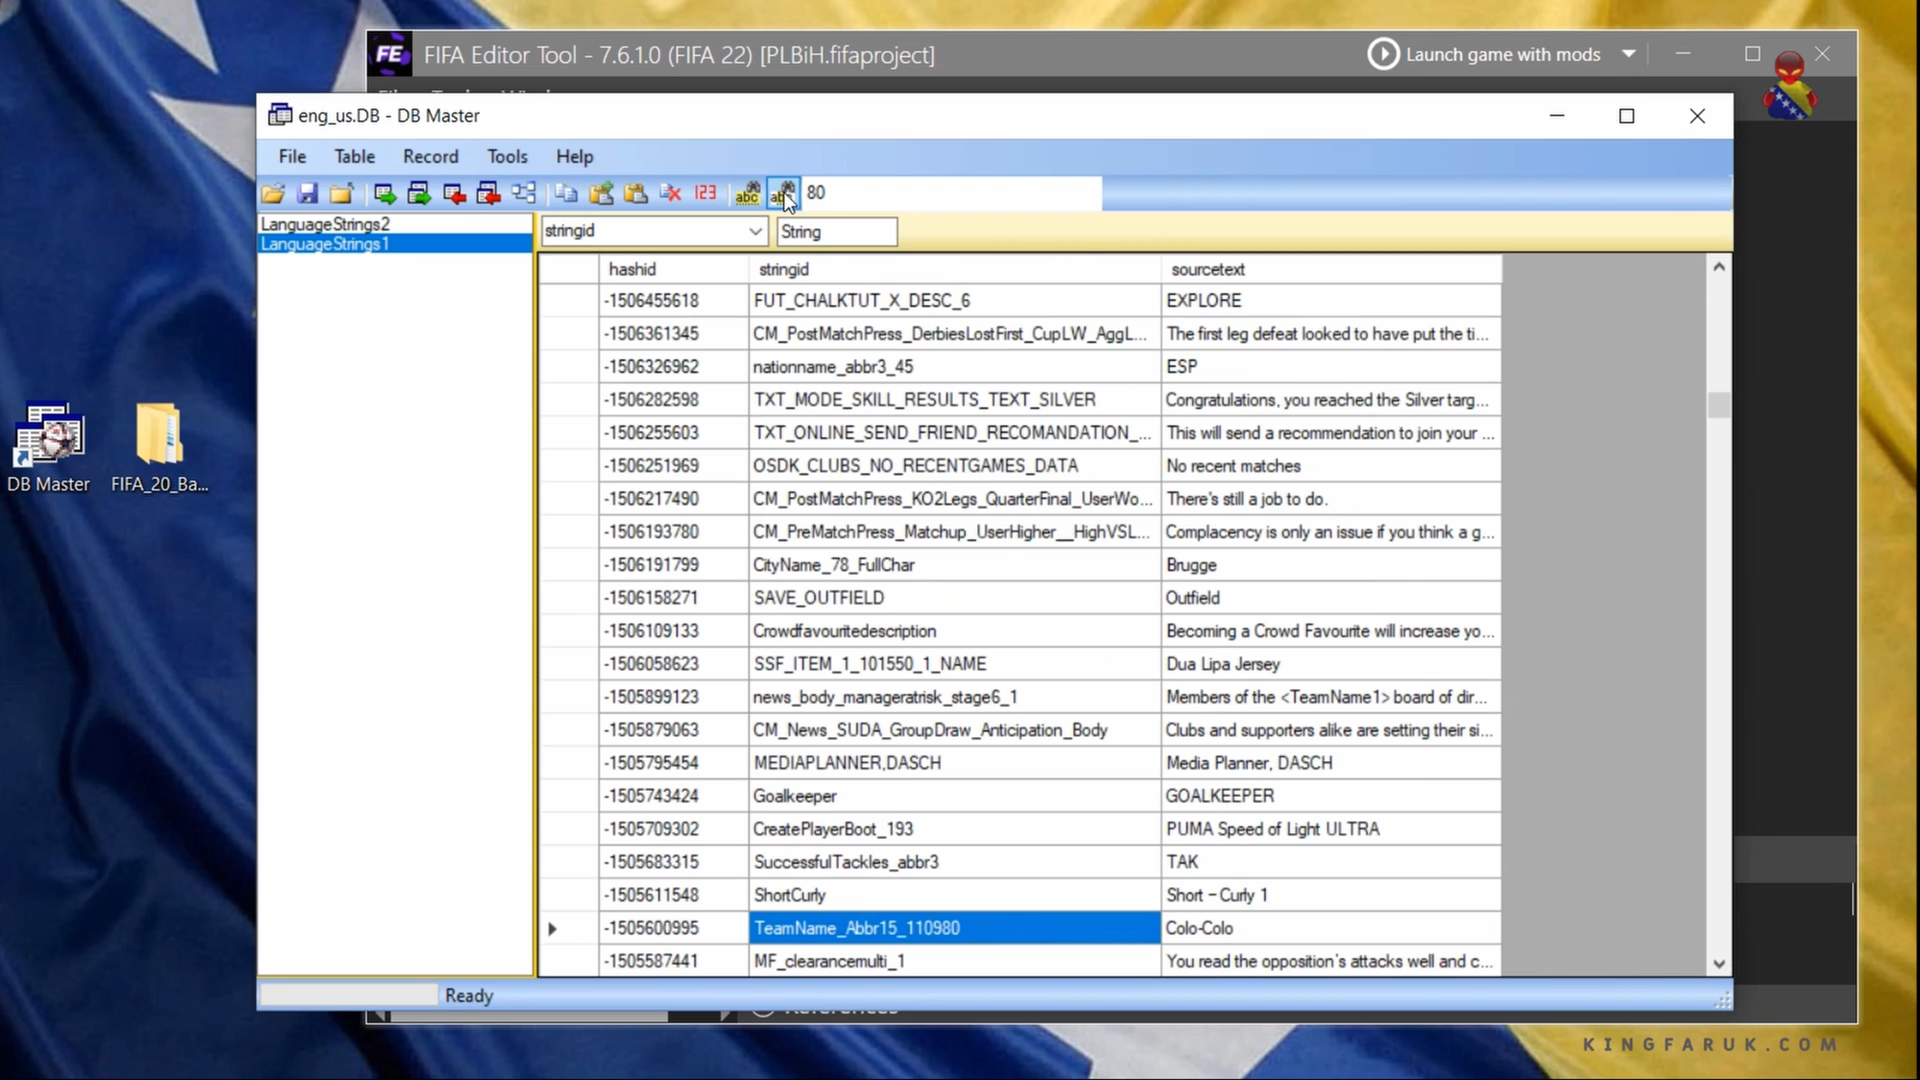 FE FIFA Editor Tool - 7.6.1.0 (FIFA 22) [PLBiH.fifaproject] Launch game with mods
eng_us.DB - DB Master
File Table Record Tools Help
123 abc 80
LanguageStrings2
LanguageStrings1
stringid String
hashid stringid sourcetext
-1506455618 FUT_CHALKTUT_X_DESC_6 EXPLORE
-1506361345 CM_PostMatchPress_DerbiesLostFirst_CupLW_AggL... The first leg defeat looked to have put the ti...
-1506326962 nationname_abbr3_45 ESP
-1506282598 TXT_MODE_SKILL_RESULTS_TEXT_SILVER Congratulations, you reached the Silver targ...
-1506255603 TXT_ONLINE_SEND_FRIEND_RECOMANDATION_... This will send a recommendation to join your ...
-1506251969 OSDK_CLUBS_NO_RECENTGAMES_DATA No recent matches
-1506217490 CM_PostMatchPress_KO2Legs_QuarterFinal_UserWo... There's still a job to do.
-1506193780 CM_PreMatchPress_Matchup_UserHigher__HighVSL... Complacency is only an issue if you think a g...
-1506191799 CityName_78_FullChar Brugge
-1506158271 SAVE_OUTFIELD Outfield
-1506109133 Crowdfavouritedescription Becoming a Crowd Favourite will increase yo...
-1506058623 SSF_ITEM_1_101550_1_NAME Dua Lipa Jersey
-1505899123 news_body_manageratrisk_stage6_1 Members of the <TeamName1> board of dir...
-1505879063 CM_News_SUDA_GroupDraw_Anticipation_Body Clubs and supporters alike are setting their si...
-1505795454 MEDIAPLANNER,DASCH Media Planner, DASCH
-1505743424 Goalkeeper GOALKEEPER
-1505709302 CreatePlayerBoot_193 PUMA Speed of Light ULTRA
-1505683315 SuccessfulTackles_abbr3 TAK
-1505611548 ShortCurly Short – Curly 1
-1505600995 TeamName_Abbr15_110980 Colo-Colo
-1505587441 MF_clearancemulti_1 You read the opposition's attacks well and c...
Ready
DB Master FIFA_20_Ba...
KINGFARUK.COM